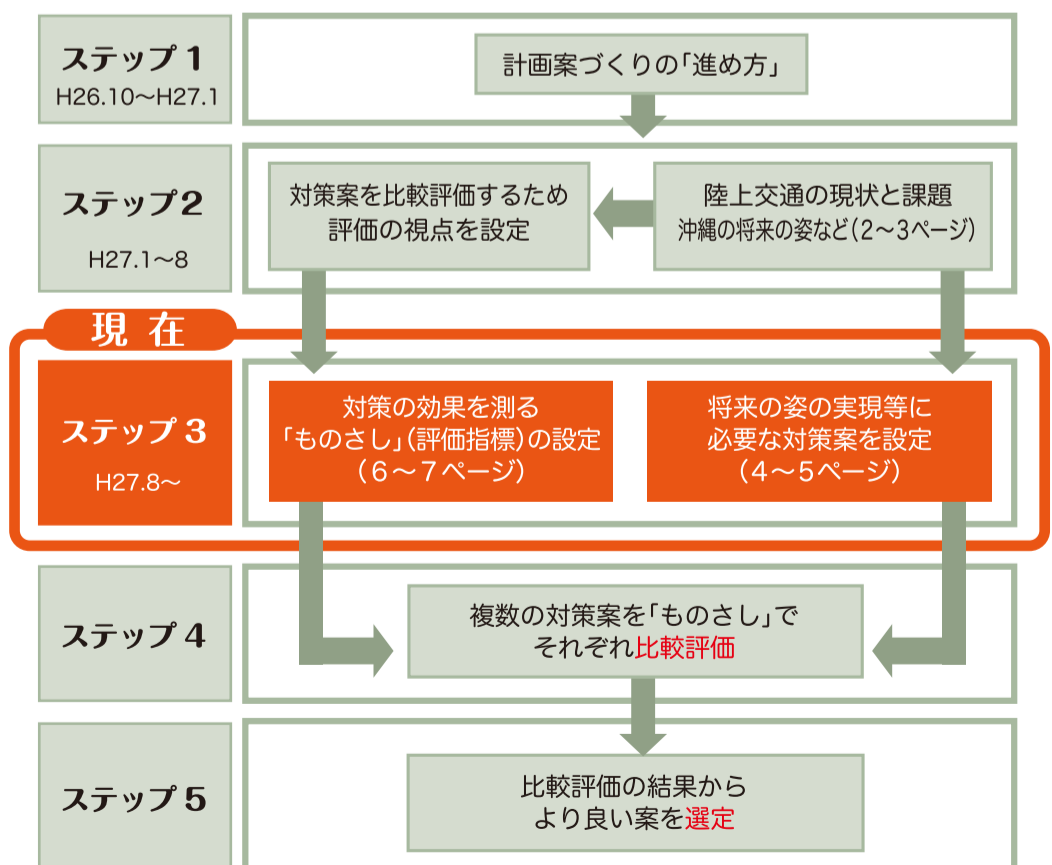 ステップ1
H26.10～H27.1
計画案づくりの「進め方」
ステップ2
H27.1～8
対策案を比較評価するため
評価の視点を設定
陸上交通の現状と課題
沖縄の将来の姿など(2～3ページ)
現在
ステップ3
H27.8～
対策の効果を測る
「ものさし」(評価指標)の設定
(6～7ページ)
将来の姿の実現等に
必要な対策案を設定
(4～5ページ)
ステップ4
複数の対策案を「ものさし」で
それぞれ比較評価
ステップ5
比較評価の結果から
より良い案を選定